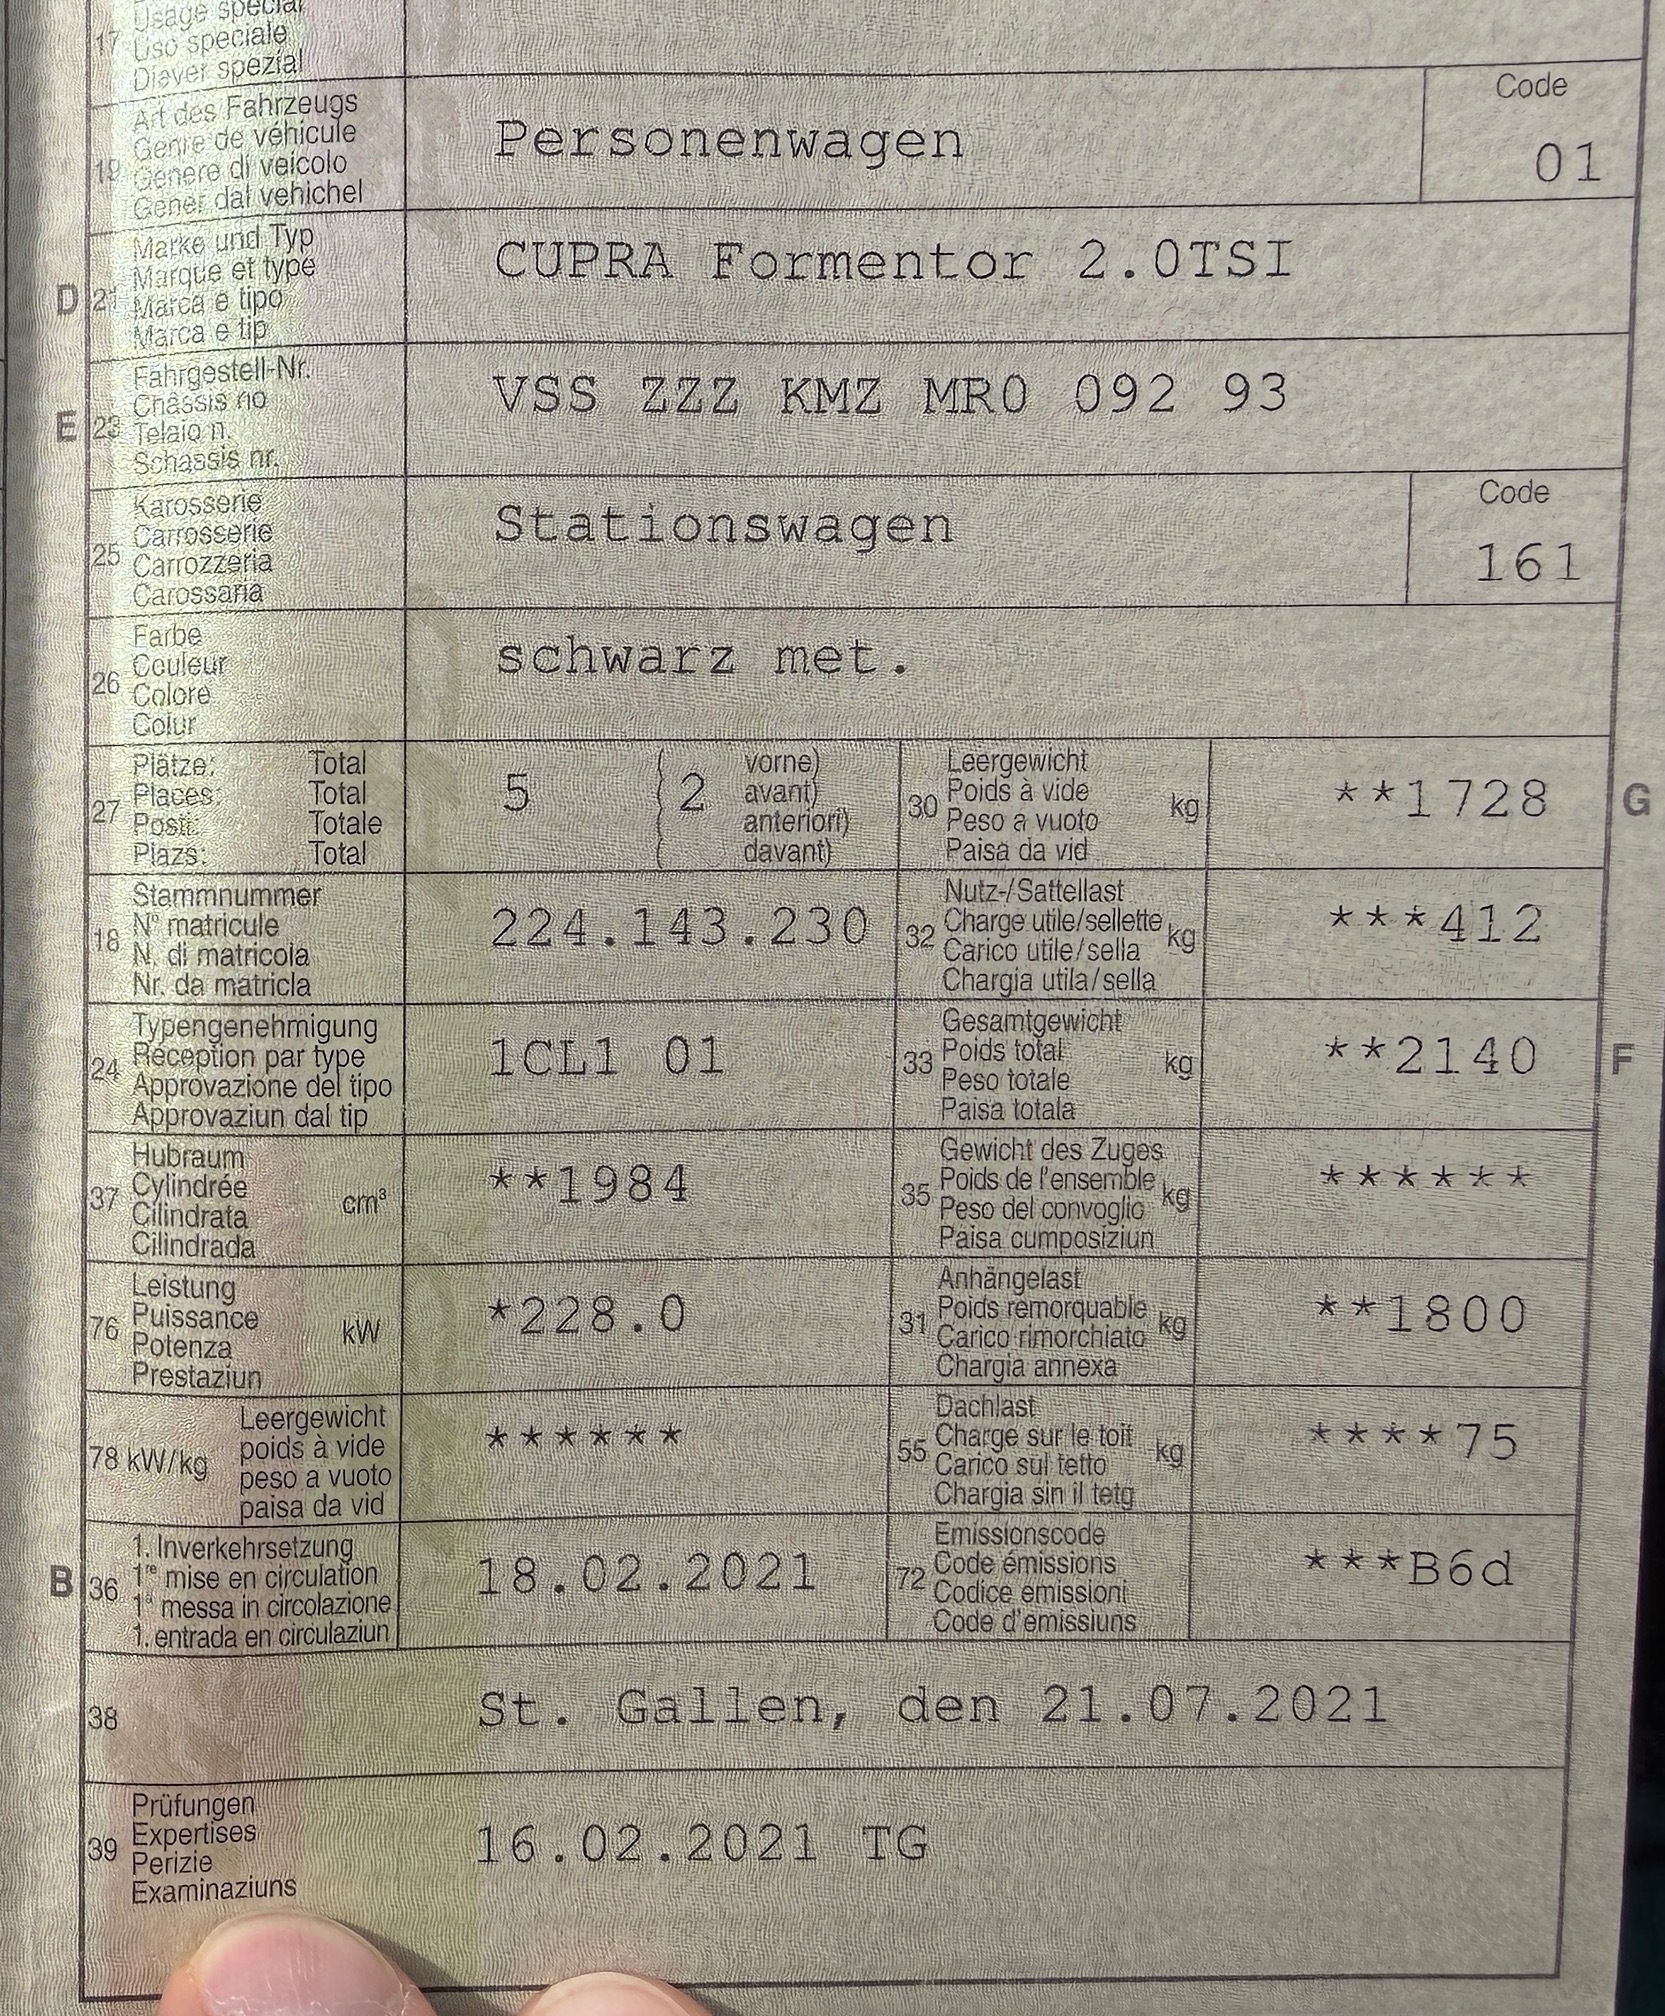 Usage special
17 Uso speciale
Diever spezial
Art des Fahrzeugs
Genre de véhicule
19 Genere di veicolo
Gener dal vehichel
Personenwagen
Code
01
Marke und Typ
Marque et type
D 21 Marca e tipo
Marca e tip
CUPRA Formentor 2.0TSI
Fahrgestell-Nr.
Châssis no
E 23 Telaio n.
Schassis nr.
VSS ZZZ KMZ MR0 092 93
Karosserie
Carrosserie
25 Carrozzeria
Carossaria
Stationswagen
Code
161
Farbe
Couleur
26 Colore
Colur
schwarz met.
Plätze: Total
Places: Total
27 Posti: Totale
Plazs: Total
5 ( 2 vorne)
avant)
anteriori)
davant)
Leergewicht
30 Poids à vide kg
Peso a vuoto
Paisa da vid
**1728 G
Stammnummer
N° matricule
18 N. di matricola
Nr. da matricla
224.143.230
Nutz-/Sattellast
32 Charge utile/sellette kg
Carico utile/sella
Chargia utila/sella
***412
Typengenehmigung
24 Réception par type
Approvazione del tipo
Approvaziun dal tip
1CL1 01
Gesamtgewicht
33 Poids total kg
Peso totale
Paisa totala
**2140 F
Hubraum
37 Cylindrée cm³
Cilindrata
Cilindrada
**1984
Gewicht des Zuges
35 Poids de l'ensemble kg
Peso del convoglio
Paisa cumposiziun
******
Leistung
76 Puissance kW
Potenza
Prestaziun
*228.0
Anhängelast
31 Poids remorquable kg
Carico rimorchiato
Chargia annexa
**1800
Leergewicht
78 kW/kg poids à vide
peso a vuoto
paisa da vid
******
Dachlast
55 Charge sur le toit kg
Carico sul tetto
Chargia sin il tetg
****75
1. Inverkehrsetzung
B 36 1re mise en circulation
1a messa in circolazione
1. entrada en circulaziun
18.02.2021
Emissionscode
72 Code émissions
Codice emissioni
Code d'emissiuns
***B6d
38 St. Gallen, den 21.07.2021
Prüfungen
39 Expertises
Perizie
Examinaziuns
16.02.2021 TG